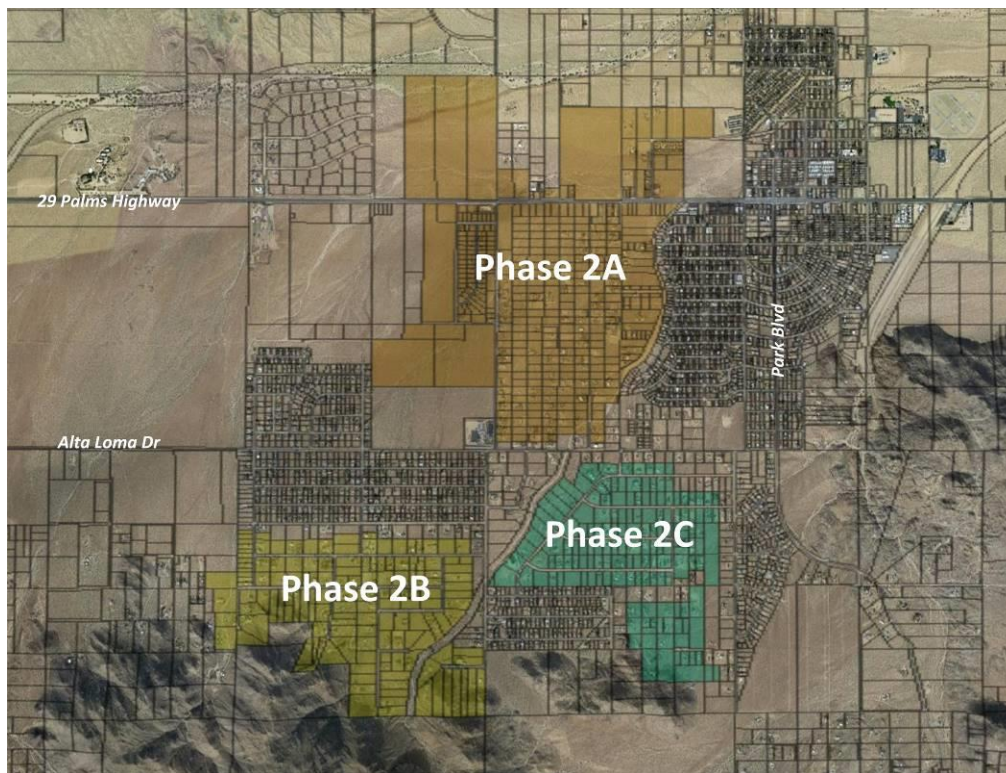 29 Palms Highway
Phase 2A
Park Blvd
Alta Loma Dr
Phase 2C
Phase 2B